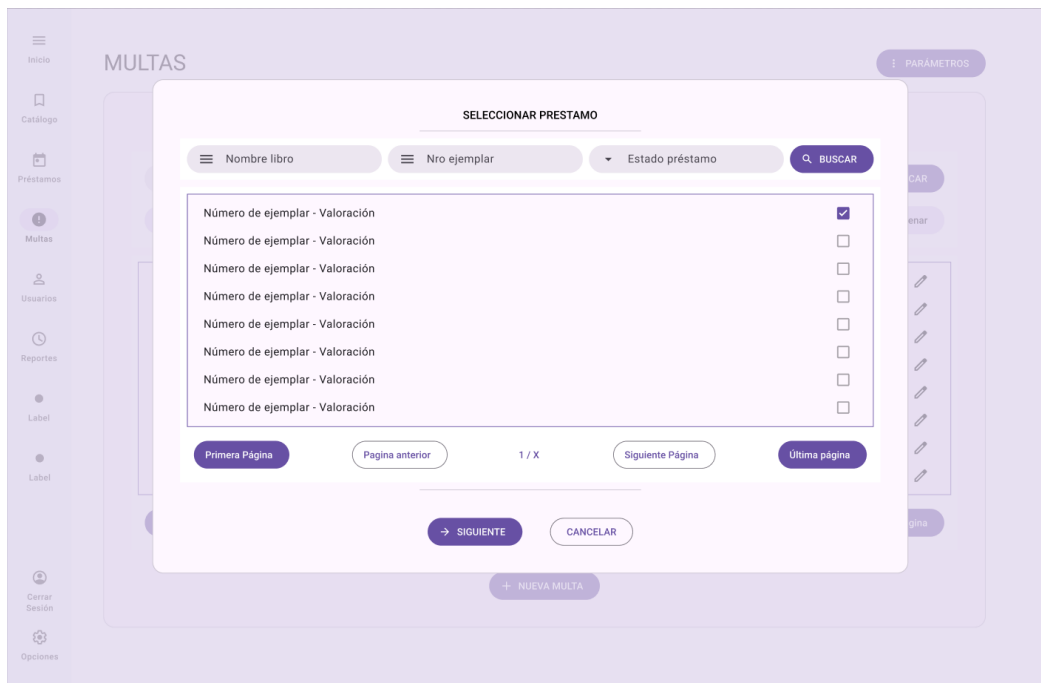 Inicio
Catálogo
Préstamos
Multas
Usuarios
Reportes
Label
Label
Cerrar
Sesión
Opciones
MULTAS
PARÁMETROS
SELECCIONAR PRESTAMO
Nombre libro
Nro ejemplar
Estado préstamo
BUSCAR
Número de ejemplar - Valoración
Número de ejemplar - Valoración
Número de ejemplar - Valoración
Número de ejemplar - Valoración
Número de ejemplar - Valoración
Número de ejemplar - Valoración
Número de ejemplar - Valoración
Número de ejemplar - Valoración
Primera Página
Pagina anterior
1 / X
Siguiente Página
Última página
SIGUIENTE
CANCELAR
CAR
enar
gina
+ NUEVA MULTA